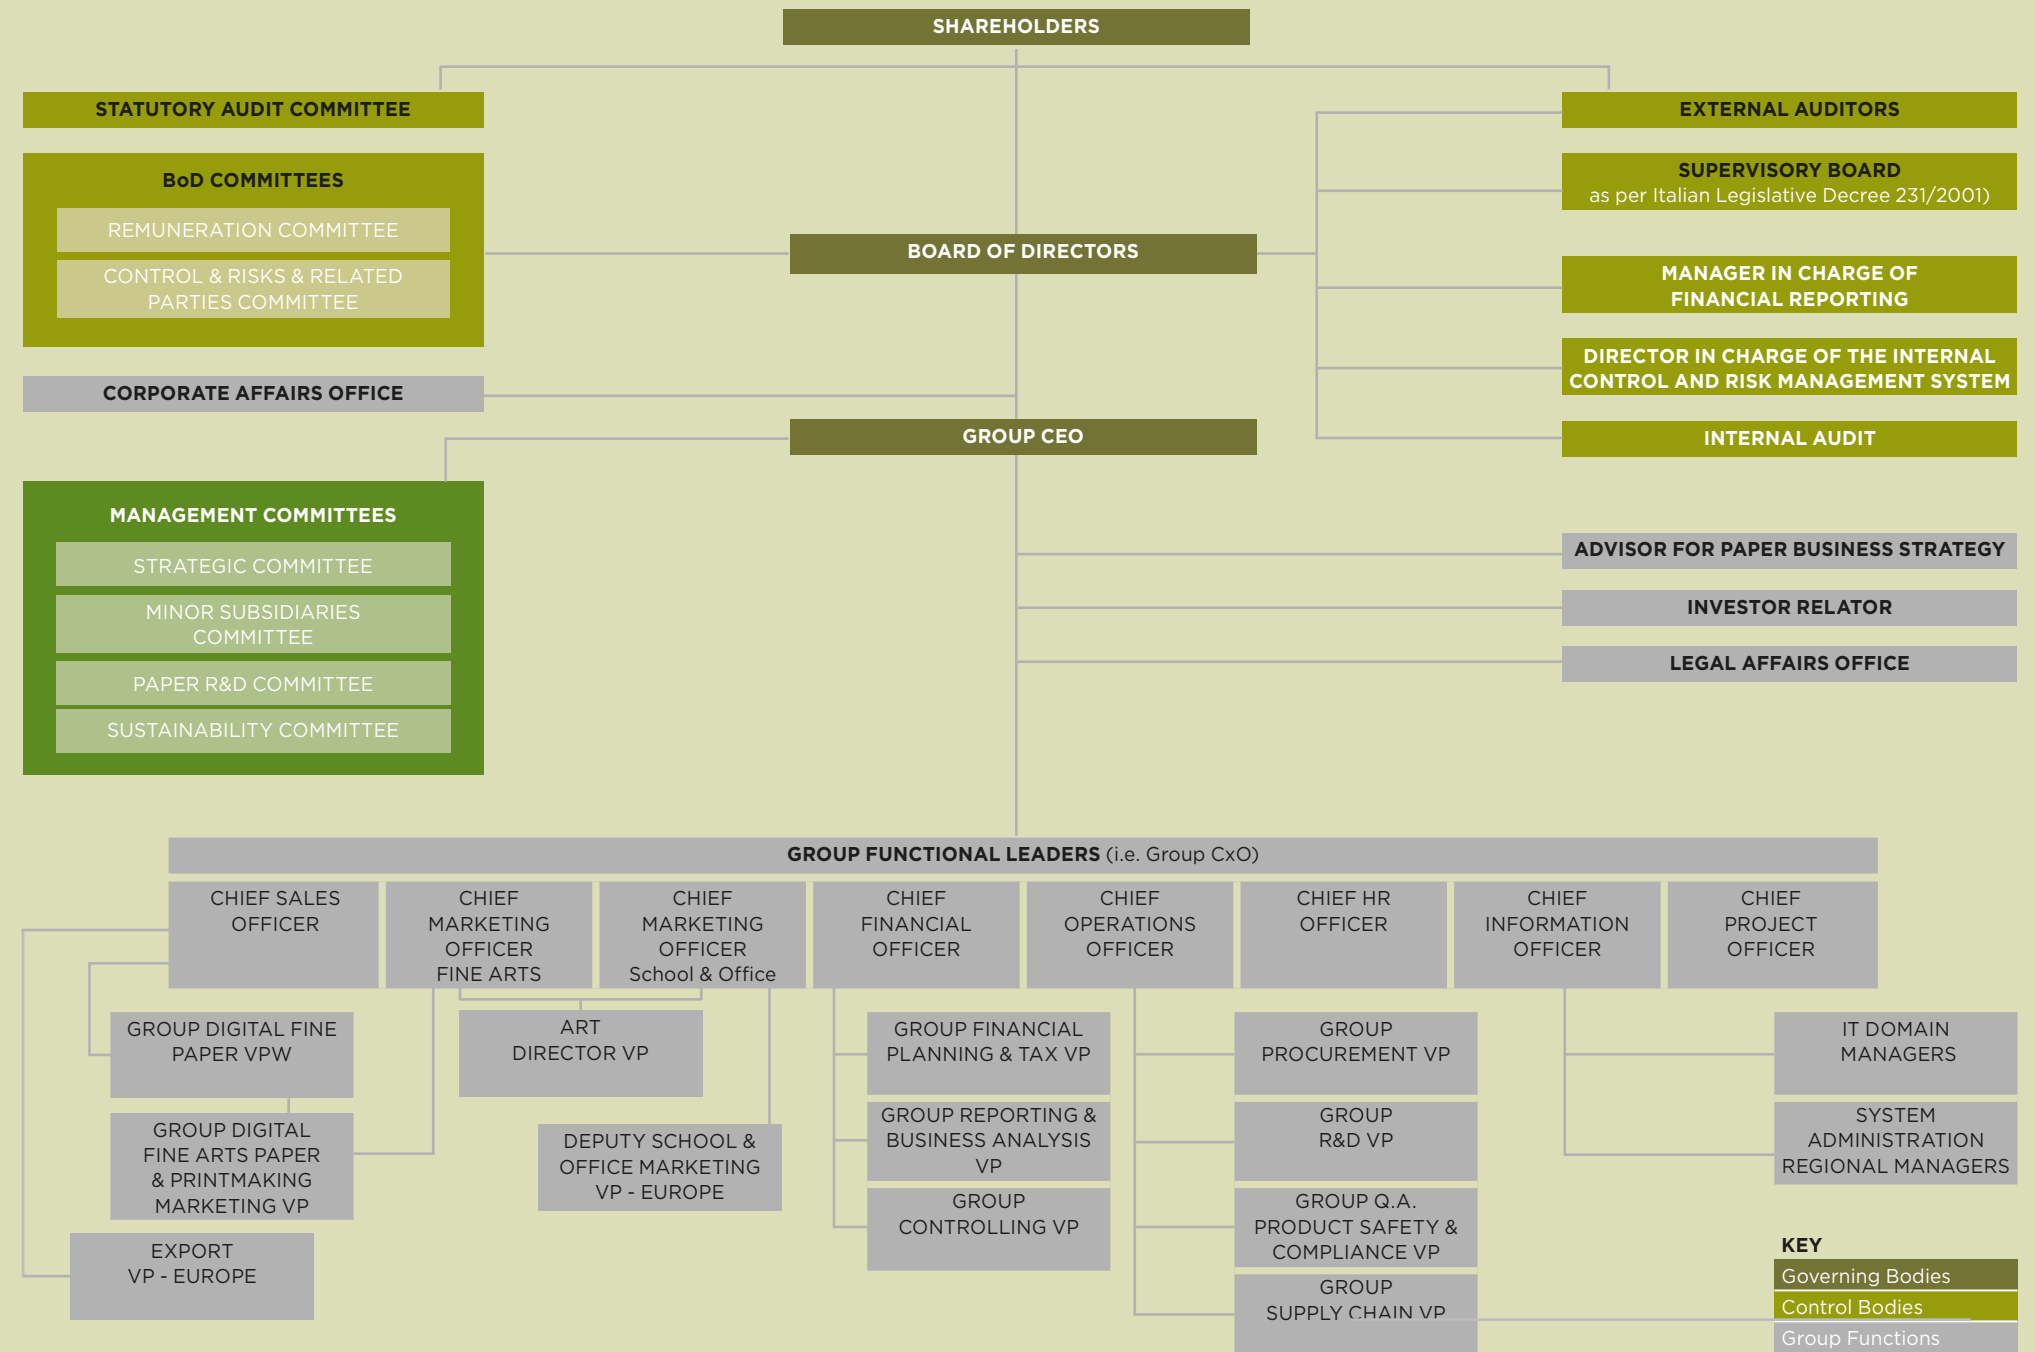 SHAREHOLDERS
STATUTORY AUDIT COMMITTEE
EXTERNAL AUDITORS
BoD COMMITTEES
REMUNERATION COMMITTEE
CONTROL & RISKS & RELATED
PARTIES COMMITTEE
SUPERVISORY BOARD
as per Italian Legislative Decree 231/2001)
BOARD OF DIRECTORS
MANAGER IN CHARGE OF
FINANCIAL REPORTING
DIRECTOR IN CHARGE OF THE INTERNAL
CONTROL AND RISK MANAGEMENT SYSTEM
CORPORATE AFFAIRS OFFICE
GROUP CEO
INTERNAL AUDIT
MANAGEMENT COMMITTEES
STRATEGIC COMMITTEE
MINOR SUBSIDIARIES
COMMITTEE
PAPER R&D COMMITTEE
SUSTAINABILITY COMMITTEE
ADVISOR FOR PAPER BUSINESS STRATEGY
INVESTOR RELATOR
LEGAL AFFAIRS OFFICE
GROUP FUNCTIONAL LEADERS (i.e. Group CxO)
CHIEF SALES
OFFICER
CHIEF
MARKETING
OFFICER
FINE ARTS
CHIEF
MARKETING
OFFICER
School & Office
CHIEF
FINANCIAL
OFFICER
CHIEF
OPERATIONS
OFFICER
CHIEF HR
OFFICER
CHIEF
INFORMATION
OFFICER
CHIEF
PROJECT
OFFICER
GROUP DIGITAL FINE
PAPER VPW
GROUP DIGITAL
FINE ARTS PAPER
& PRINTMAKING
MARKETING VP
EXPORT
VP - EUROPE
ART
DIRECTOR VP
DEPUTY SCHOOL &
OFFICE MARKETING
VP - EUROPE
GROUP FINANCIAL
PLANNING & TAX VP
GROUP REPORTING &
BUSINESS ANALYSIS
VP
GROUP
CONTROLLING VP
GROUP
PROCUREMENT VP
GROUP
R&D VP
GROUP Q.A.
PRODUCT SAFETY &
COMPLIANCE VP
GROUP
SUPPLY CHAIN VP
IT DOMAIN
MANAGERS
SYSTEM
ADMINISTRATION
REGIONAL MANAGERS
KEY
Governing Bodies
Control Bodies
Group Functions